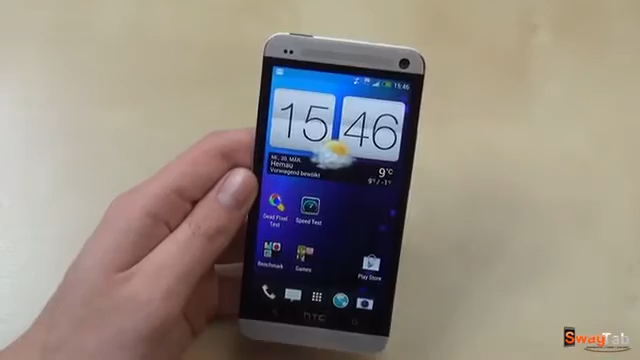 15:46
15 46
Mi., 20. MÄR.
Hemau
Vorwiegend bewölkt
9°C
9° / -1°
Dead Pixel
Test
Speed Test
Benchmark
Games
Play Store
hTC
SwayTab